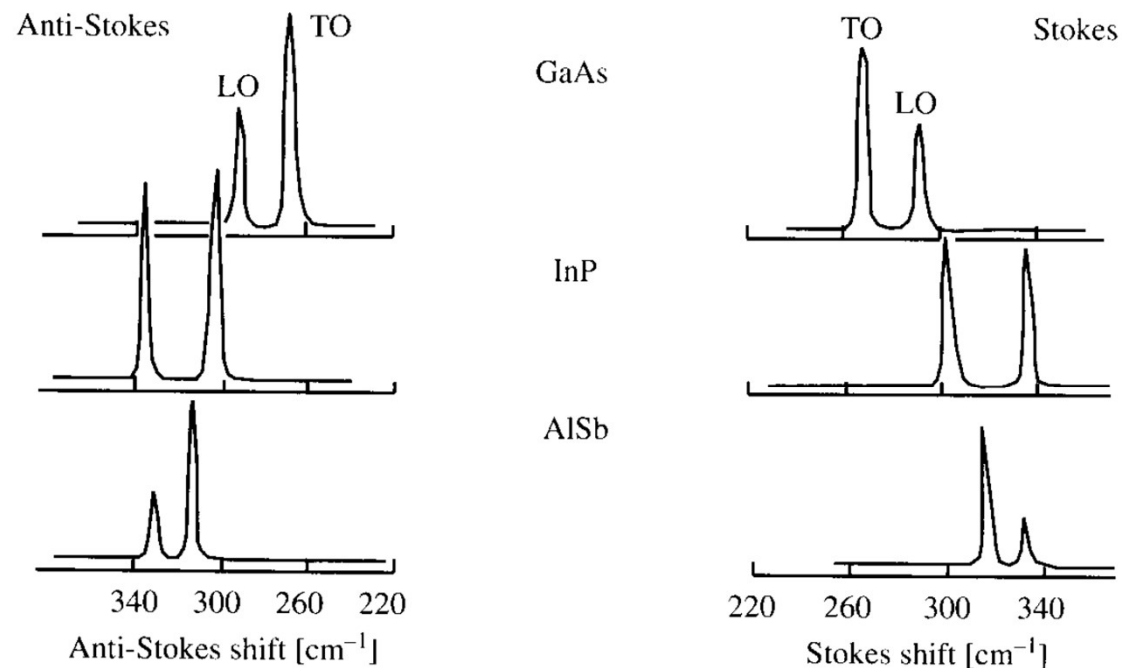 Anti-Stokes
TO
LO
GaAs
TO
LO
Stokes
InP
AlSb
340 300 260 220
Anti-Stokes shift [cm⁻¹]
220 260 300 340
Stokes shift [cm⁻¹]